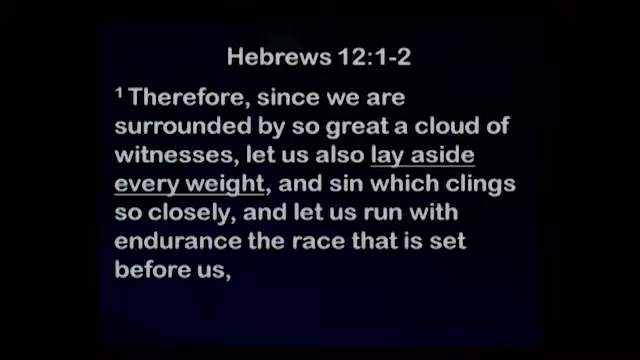 Hebrews 12:1-2
¹ Therefore, since we are
surrounded by so great a cloud of
witnesses, let us also lay aside
every weight, and sin which clings
so closely, and let us run with
endurance the race that is set
before us,